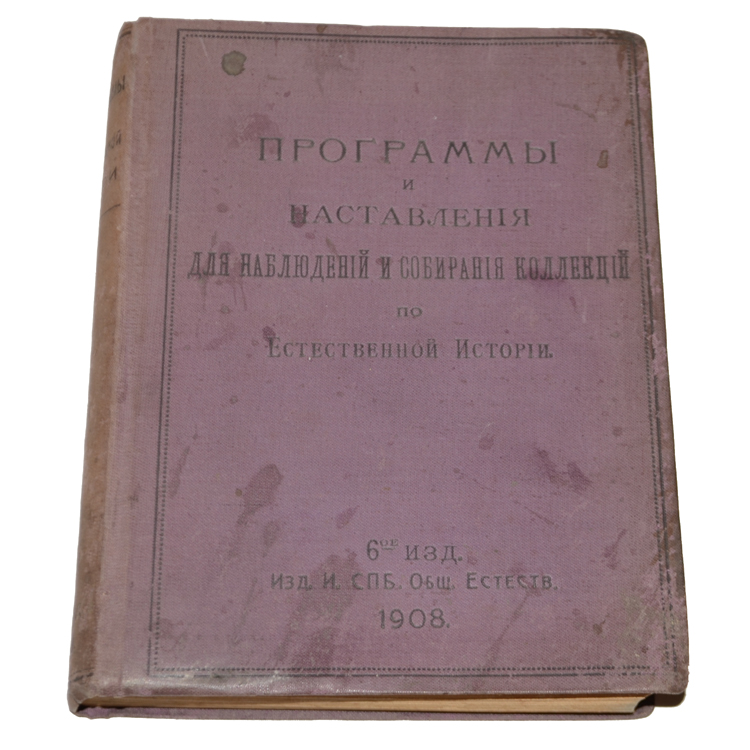 ПРОГРАММЫ
И
НАСТАВЛЕНІЯ
ДЛЯ НАБЛЮДЕНІЙ И СОБИРАНІЯ КОЛЛЕКЦІЙ
ПО
ЕСТЕСТВЕННОЙ ИСТОРІИ.
6ОЕ ИЗД.
ИЗД. И. СПБ. ОБЩ. ЕСТЕСТВ.
1908.